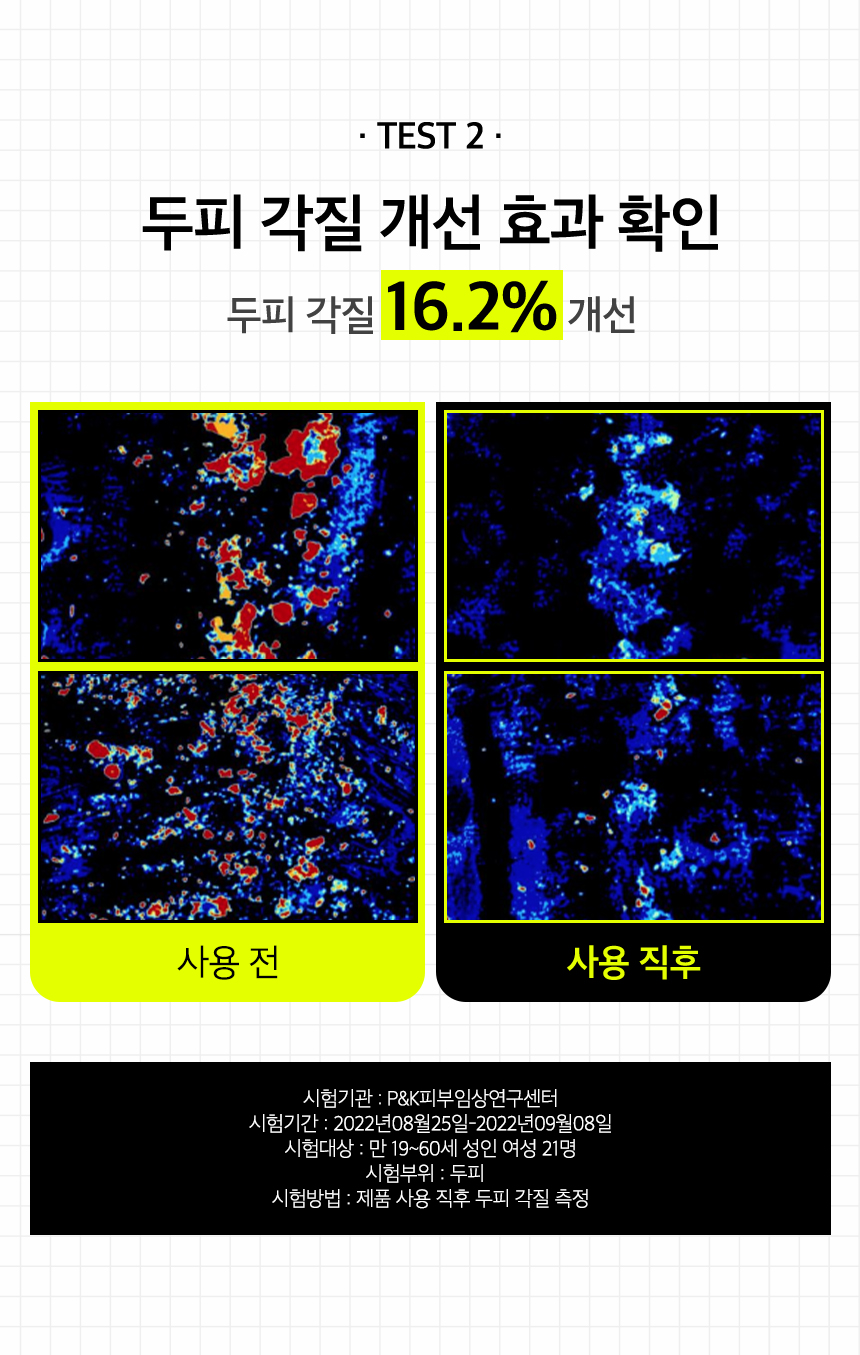 · TEST 2 ·
두피 각질 개선 효과 확인
두피 각질 16.2% 개선
사용 전
사용 직후
시험기관 : P&K피부임상연구센터
시험기간 : 2022년08월25일-2022년09월08일
시험대상 : 만 19~60세 성인 여성 21명
시험부위 : 두피
시험방법 : 제품 사용 직후 두피 각질 측정